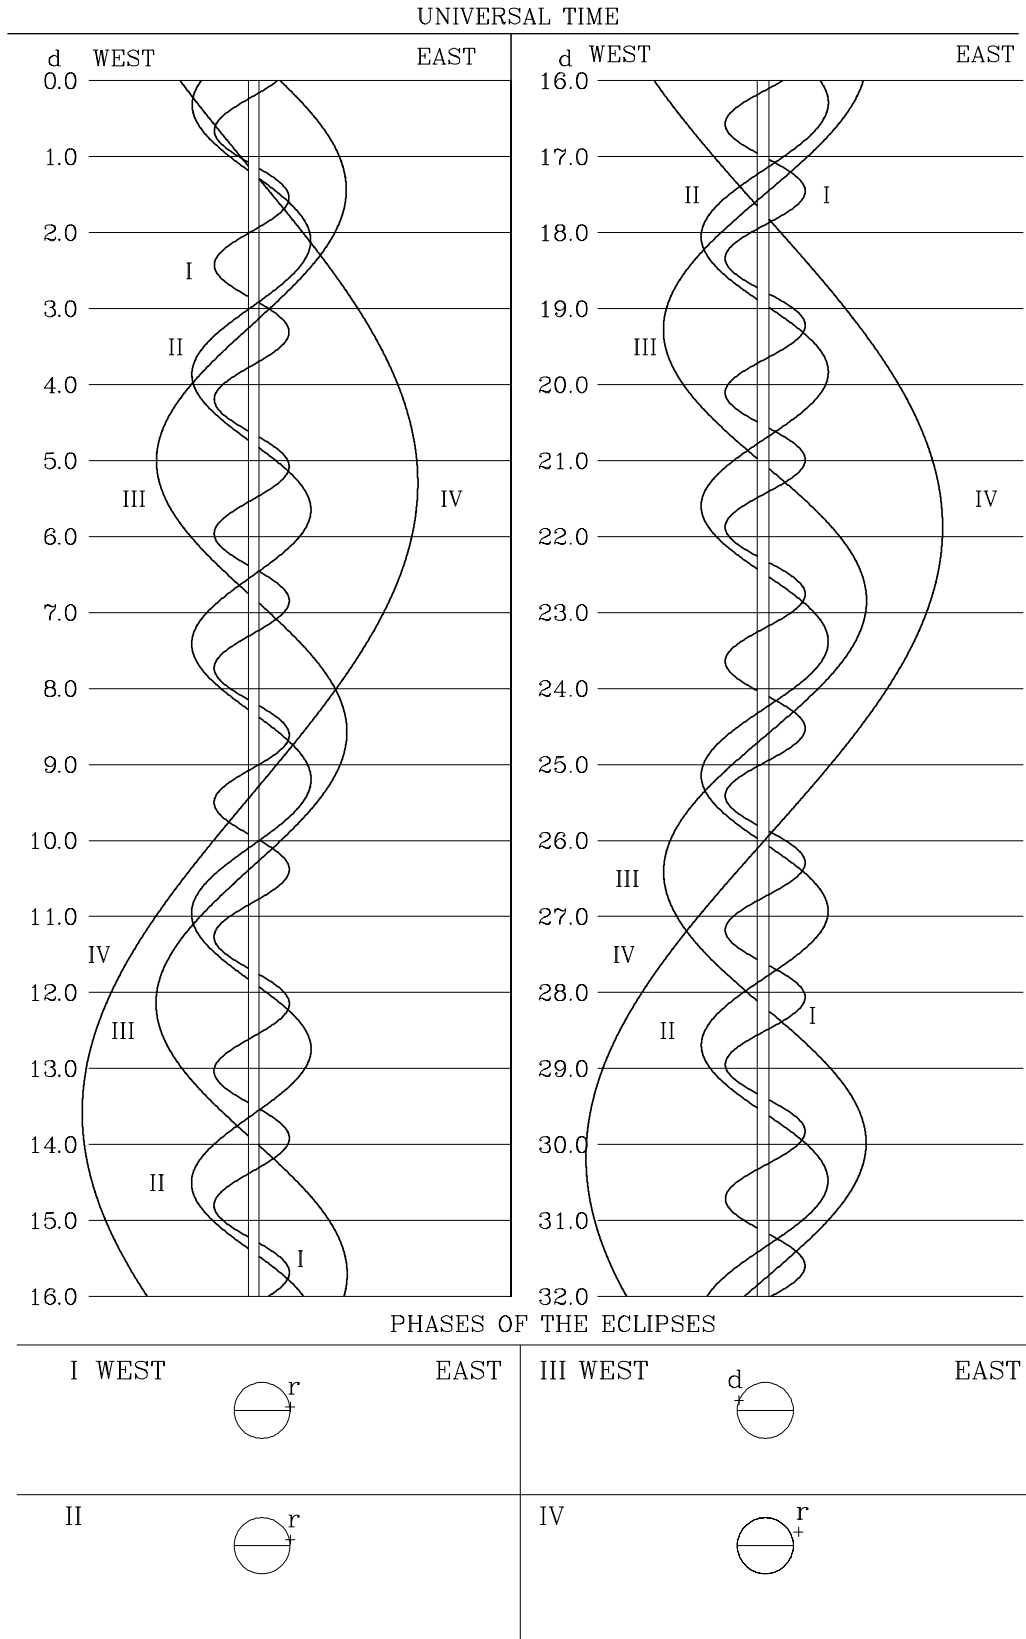 UNIVERSAL TIME
d WEST EAST
d WEST EAST
0.0
1.0
2.0
I
3.0
II
4.0
5.0
III IV
6.0
7.0
8.0
9.0
10.0
11.0
IV
12.0
III
13.0
14.0
II
15.0
I
16.0
16.0
17.0
II I
18.0
19.0
III
20.0
21.0
IV
22.0
23.0
24.0
25.0
26.0
III
27.0
IV
28.0
I
II
29.0
30.0
31.0
32.0
PHASES OF THE ECLIPSES
I WEST EAST
r
III WEST EAST
d
II
r
IV
r